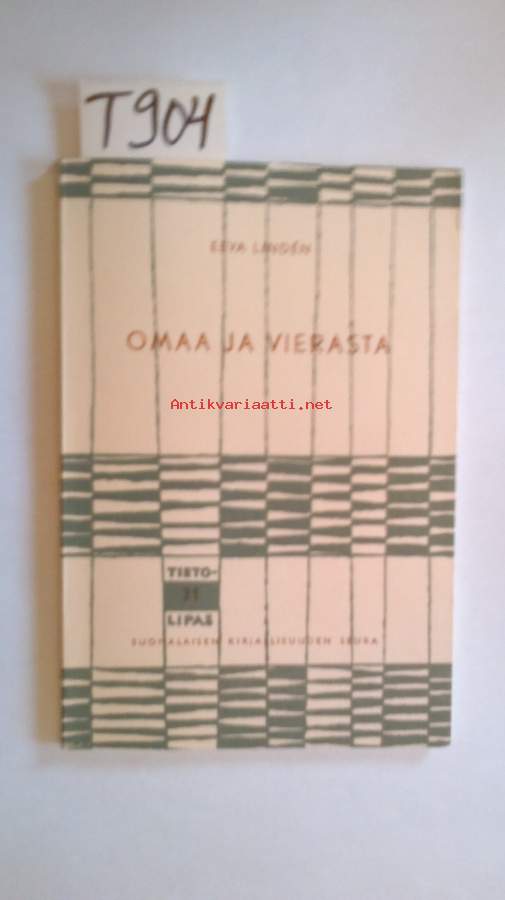 T904
EEVA LINDÉN
OMAA JA VIERASTA
Antikvariaatti.net
TIETO-
31
LIPAS
SUOMALAISEN KIRJALLISUUDEN SEURA